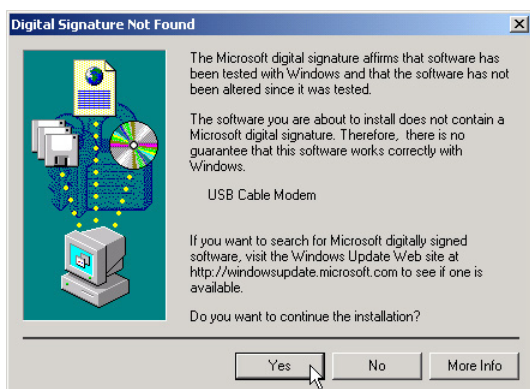 Digital Signature Not Found
The Microsoft digital signature affirms that software has
been tested with Windows and that the software has not
been altered since it was tested.
The software you are about to install does not contain a
Microsoft digital signature. Therefore, there is no
guarantee that this software works correctly with
Windows.
USB Cable Modem
If you want to search for Microsoft digitally signed
software, visit the Windows Update Web site at
http://windowsupdate.microsoft.com to see if one is
available.
Do you want to continue the installation?
Yes No More Info